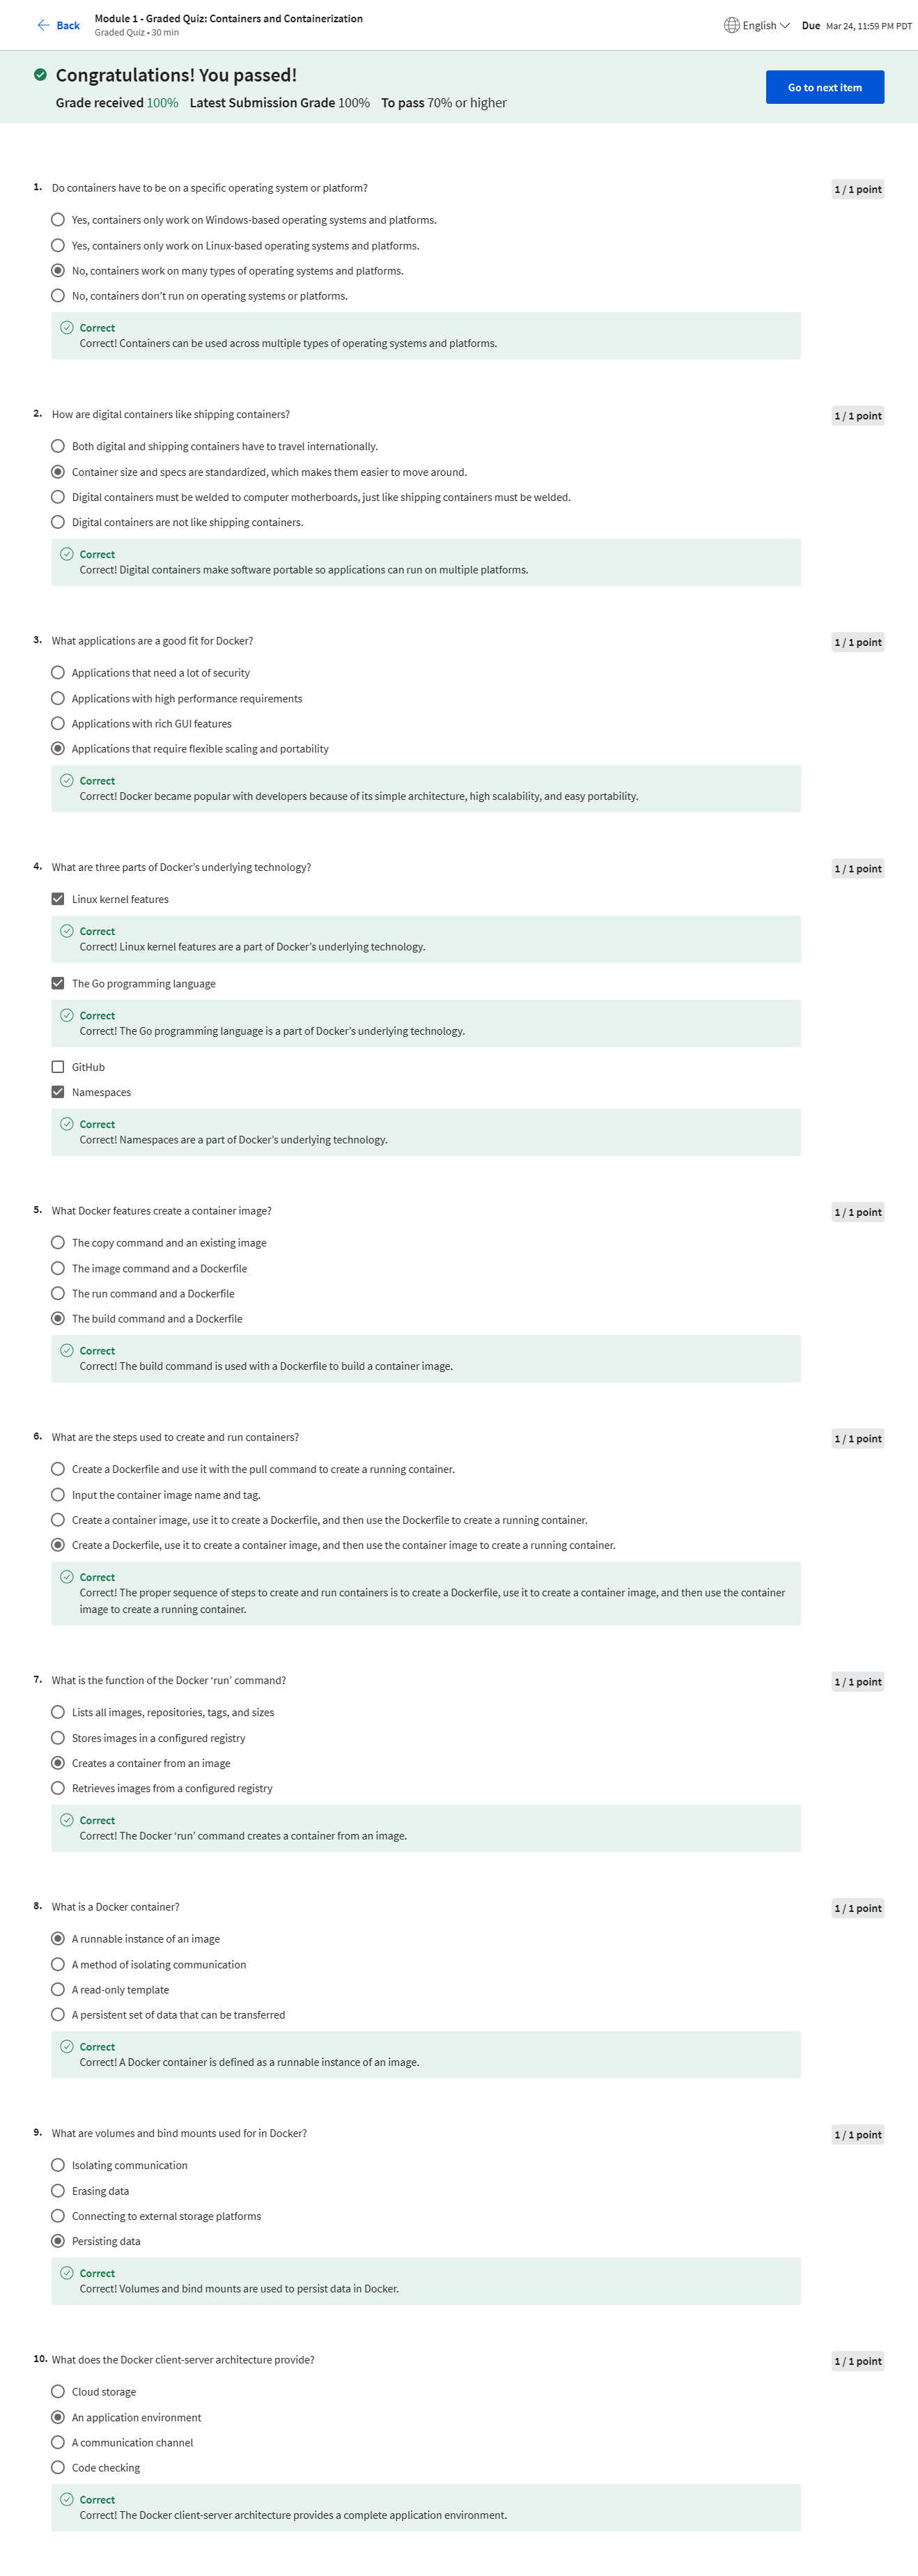 Back
Module 1 - Graded Quiz: Containers and Containerization
Graded Quiz • 30 min
English
Due Mar 24, 11:59 PM PDT
Congratulations! You passed!
Grade received 100% Latest Submission Grade 100% To pass 70% or higher
Go to next item
1. Do containers have to be on a specific operating system or platform?
1 / 1 point
Yes, containers only work on Windows-based operating systems and platforms.
Yes, containers only work on Linux-based operating systems and platforms.
No, containers work on many types of operating systems and platforms.
No, containers don’t run on operating systems or platforms.
Correct
Correct! Containers can be used across multiple types of operating systems and platforms.
2. How are digital containers like shipping containers?
1 / 1 point
Both digital and shipping containers have to travel internationally.
Container size and specs are standardized, which makes them easier to move around.
Digital containers must be welded to computer motherboards, just like shipping containers must be welded.
Digital containers are not like shipping containers.
Correct
Correct! Digital containers make software portable so applications can run on multiple platforms.
3. What applications are a good fit for Docker?
1 / 1 point
Applications that need a lot of security
Applications with high performance requirements
Applications with rich GUI features
Applications that require flexible scaling and portability
Correct
Correct! Docker became popular with developers because of its simple architecture, high scalability, and easy portability.
4. What are three parts of Docker’s underlying technology?
1 / 1 point
Linux kernel features
Correct
Correct! Linux kernel features are a part of Docker’s underlying technology.
The Go programming language
Correct
Correct! The Go programming language is a part of Docker’s underlying technology.
GitHub
Namespaces
Correct
Correct! Namespaces are a part of Docker’s underlying technology.
5. What Docker features create a container image?
1 / 1 point
The copy command and an existing image
The image command and a Dockerfile
The run command and a Dockerfile
The build command and a Dockerfile
Correct
Correct! The build command is used with a Dockerfile to build a container image.
6. What are the steps used to create and run containers?
1 / 1 point
Create a Dockerfile and use it with the pull command to create a running container.
Input the container image name and tag.
Create a container image, use it to create a Dockerfile, and then use the Dockerfile to create a running container.
Create a Dockerfile, use it to create a container image, and then use the container image to create a running container.
Correct
Correct! The proper sequence of steps to create and run containers is to create a Dockerfile, use it to create a container image, and then use the container
image to create a running container.
7. What is the function of the Docker ‘run’ command?
1 / 1 point
Lists all images, repositories, tags, and sizes
Stores images in a configured registry
Creates a container from an image
Retrieves images from a configured registry
Correct
Correct! The Docker ‘run’ command creates a container from an image.
8. What is a Docker container?
1 / 1 point
A runnable instance of an image
A method of isolating communication
A read-only template
A persistent set of data that can be transferred
Correct
Correct! A Docker container is defined as a runnable instance of an image.
9. What are volumes and bind mounts used for in Docker?
1 / 1 point
Isolating communication
Erasing data
Connecting to external storage platforms
Persisting data
Correct
Correct! Volumes and bind mounts are used to persist data in Docker.
10. What does the Docker client-server architecture provide?
1 / 1 point
Cloud storage
An application environment
A communication channel
Code checking
Correct
Correct! The Docker client-server architecture provides a complete application environment.